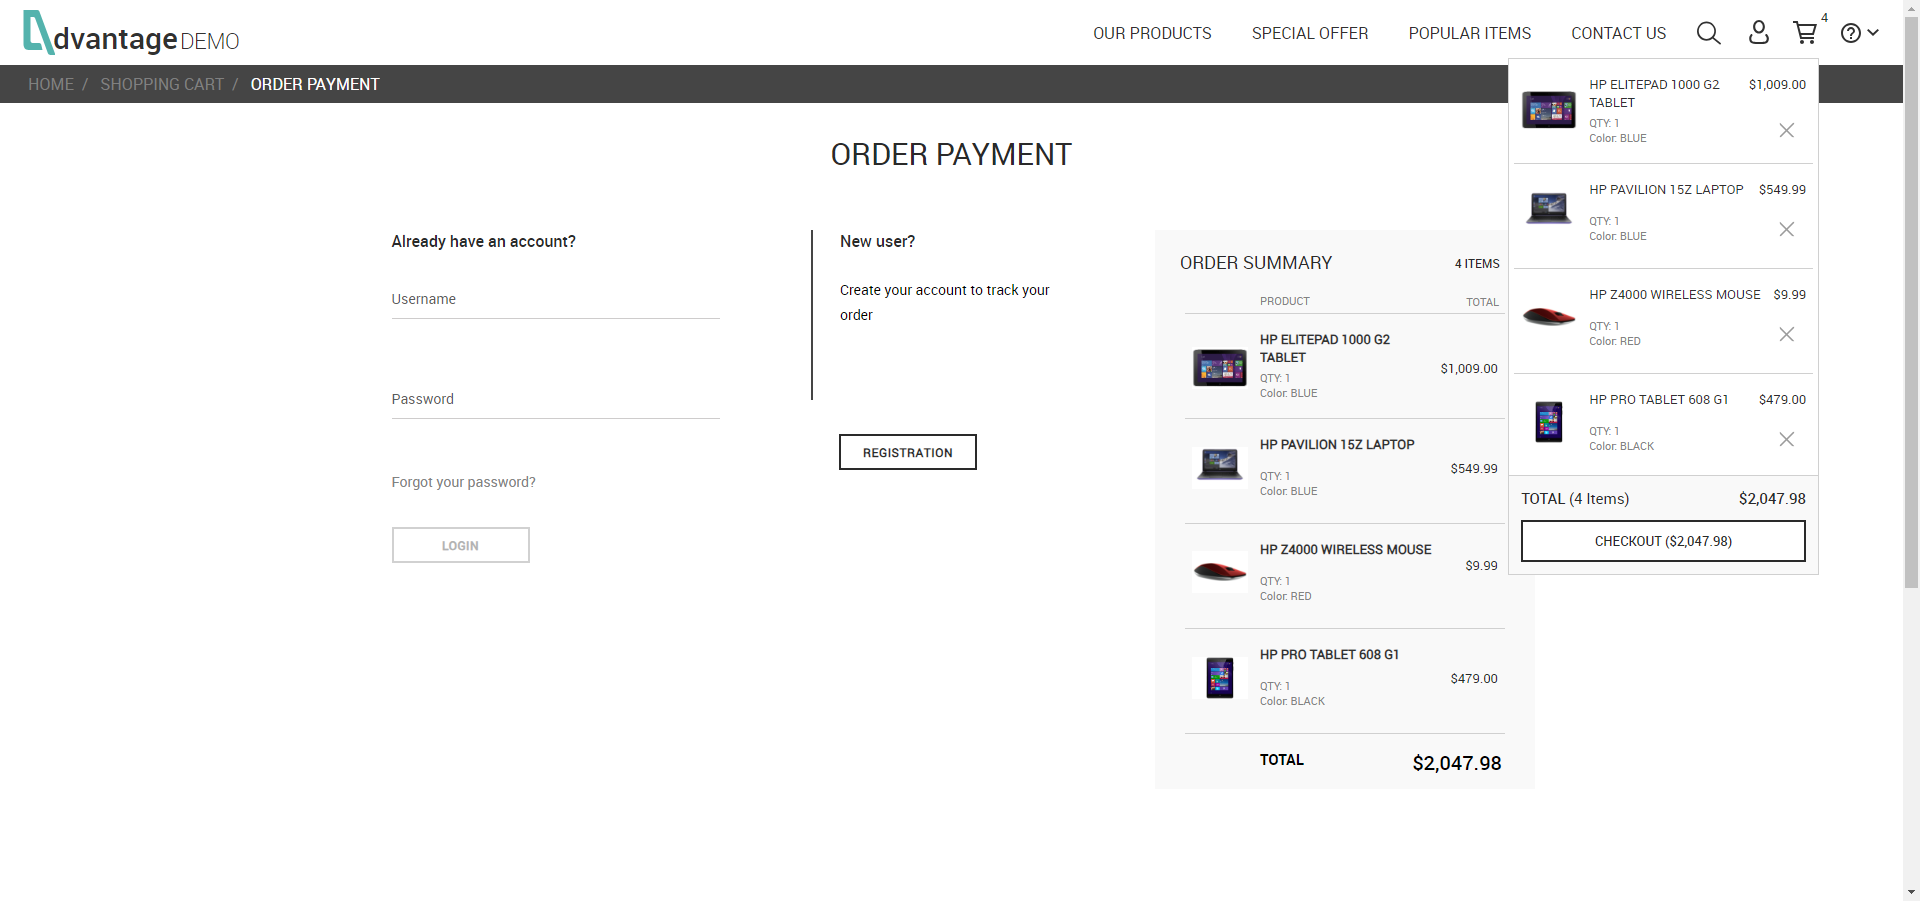 dvantage DEMO
OUR PRODUCTS
SPECIAL OFFER
POPULAR ITEMS
CONTACT US
4
HOME / SHOPPING CART / ORDER PAYMENT
ORDER PAYMENT
Already have an account?
Username
Password
Forgot your password?
LOGIN
New user?
Create your account to track your
order
REGISTRATION
ORDER SUMMARY
4 ITEMS
PRODUCT
TOTAL
HP ELITEPAD 1000 G2
TABLET
QTY: 1
Color: BLUE
$1,009.00
HP PAVILION 15Z LAPTOP
QTY: 1
Color: BLUE
$549.99
HP Z4000 WIRELESS MOUSE
QTY: 1
Color: RED
$9.99
HP PRO TABLET 608 G1
QTY: 1
Color: BLACK
$479.00
TOTAL
$2,047.98
HP ELITEPAD 1000 G2
TABLET
$1,009.00
QTY: 1
Color: BLUE
HP PAVILION 15Z LAPTOP
$549.99
QTY: 1
Color: BLUE
HP Z4000 WIRELESS MOUSE
$9.99
QTY: 1
Color: RED
HP PRO TABLET 608 G1
$479.00
QTY: 1
Color: BLACK
TOTAL (4 Items)
$2,047.98
CHECKOUT ($2,047.98)